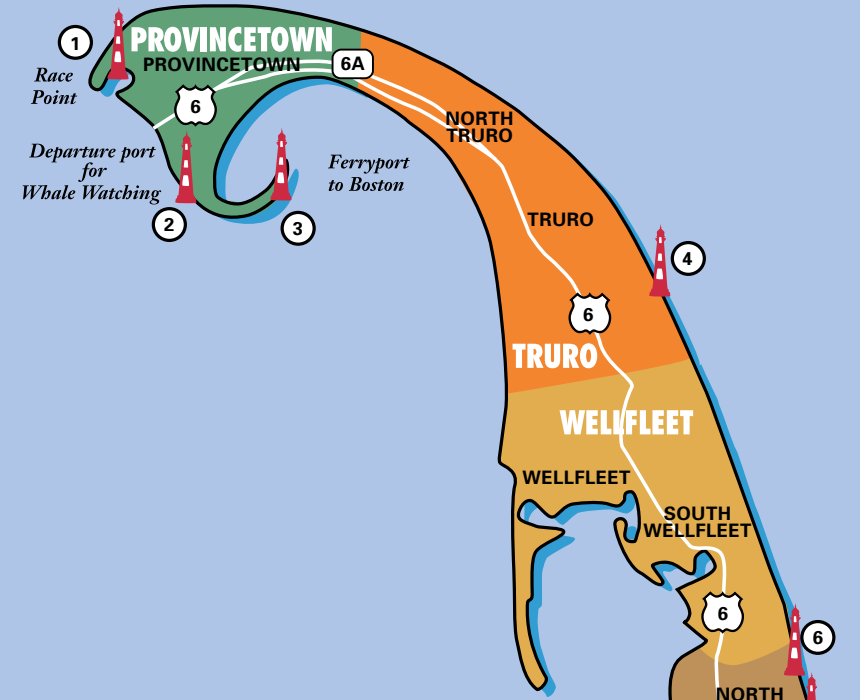 1
PROVINCETOWN
PROVINCETOWN
6A
Race
Point
6
NORTH
TRURO
Departure port
for
Whale Watching
Ferryport
to Boston
2
3
TRURO
4
6
TRURO
WELLFLEET
WELLFLEET
SOUTH
WELLFLEET
6
6
NORTH